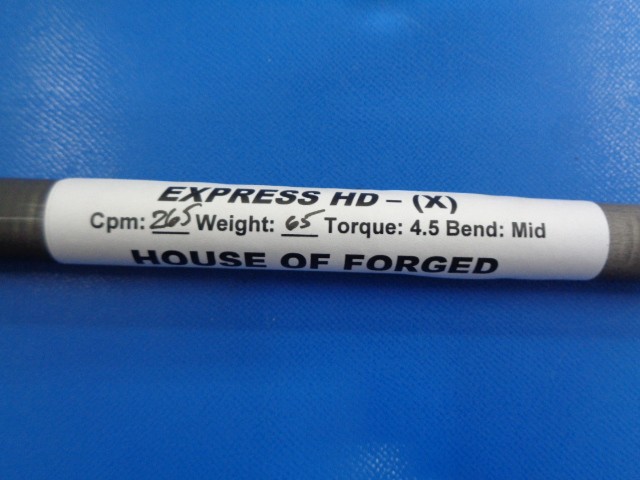 EXPRESS HD – (X)
Cpm: 265 Weight: 65 Torque: 4.5 Bend: Mid
HOUSE OF FORGED